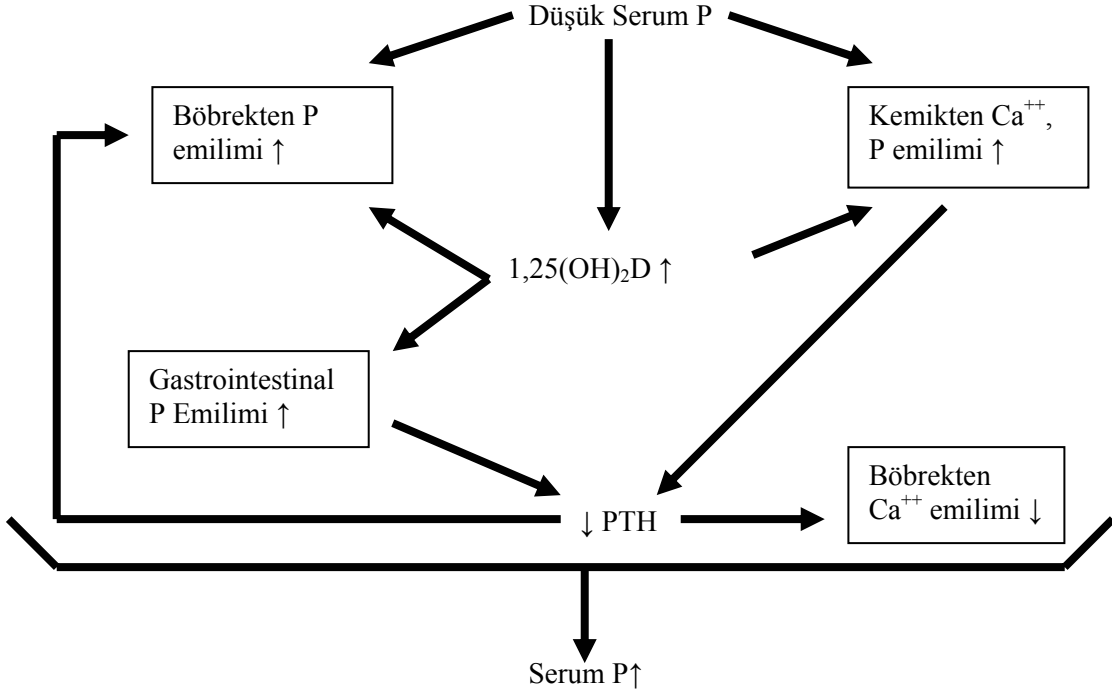 Düşük Serum P
Böbrekten P
emilimi ↑
Kemikten Ca⁺⁺,
P emilimi ↑
1,25(OH)₂D ↑
Gastrointestinal
P Emilimi ↑
Böbrekten
Ca⁺⁺ emilimi ↓
↓ PTH
Serum P↑